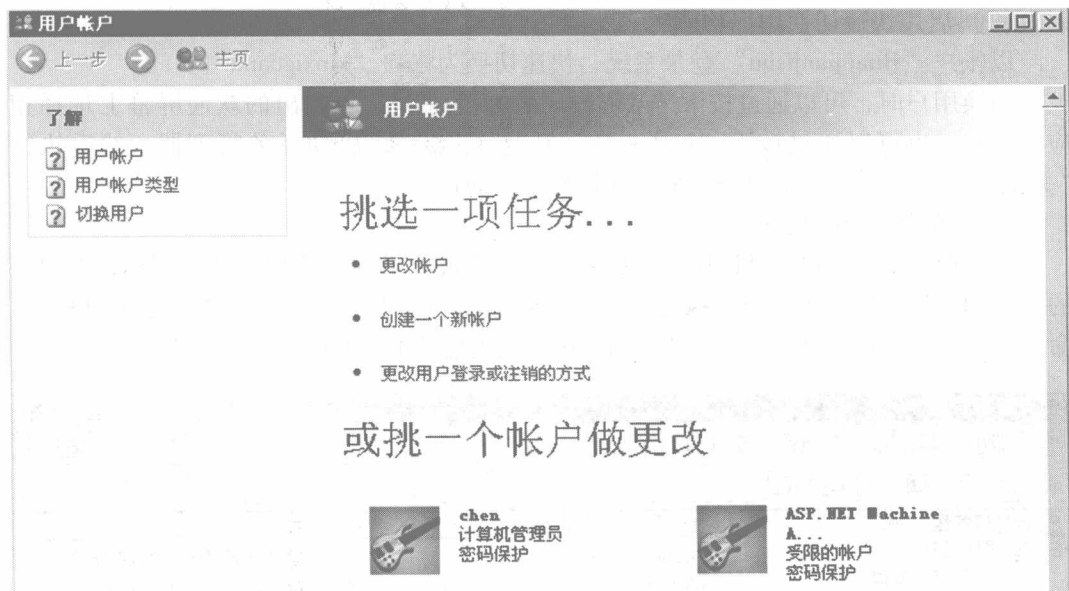 用户帐户
上一步 主页
了解
用户帐户
用户帐户类型
切换用户
用户帐户
挑选一项任务...
• 更改帐户
• 创建一个新帐户
• 更改用户登录或注销的方式
或挑一个帐户做更改
chen
计算机管理员
密码保护
ASP.NET Machine
A...
受限的帐户
密码保护